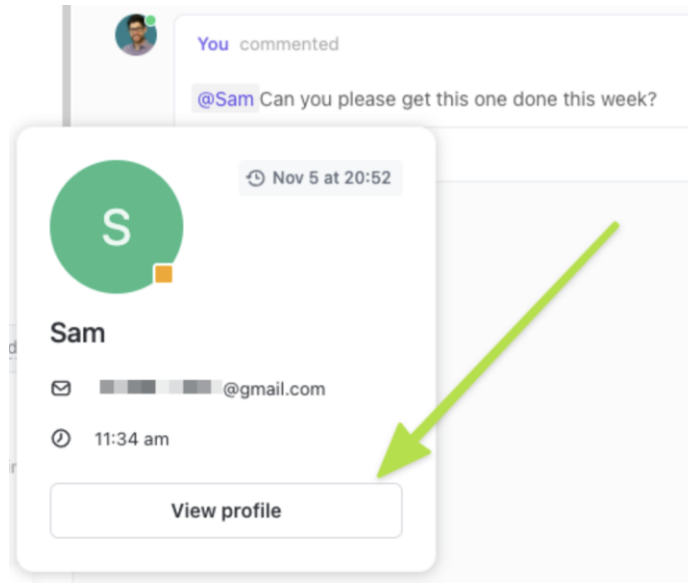 You commented
@Sam Can you please get this one done this week?
Nov 5 at 20:52
S
Sam
@gmail.com
11:34 am
View profile